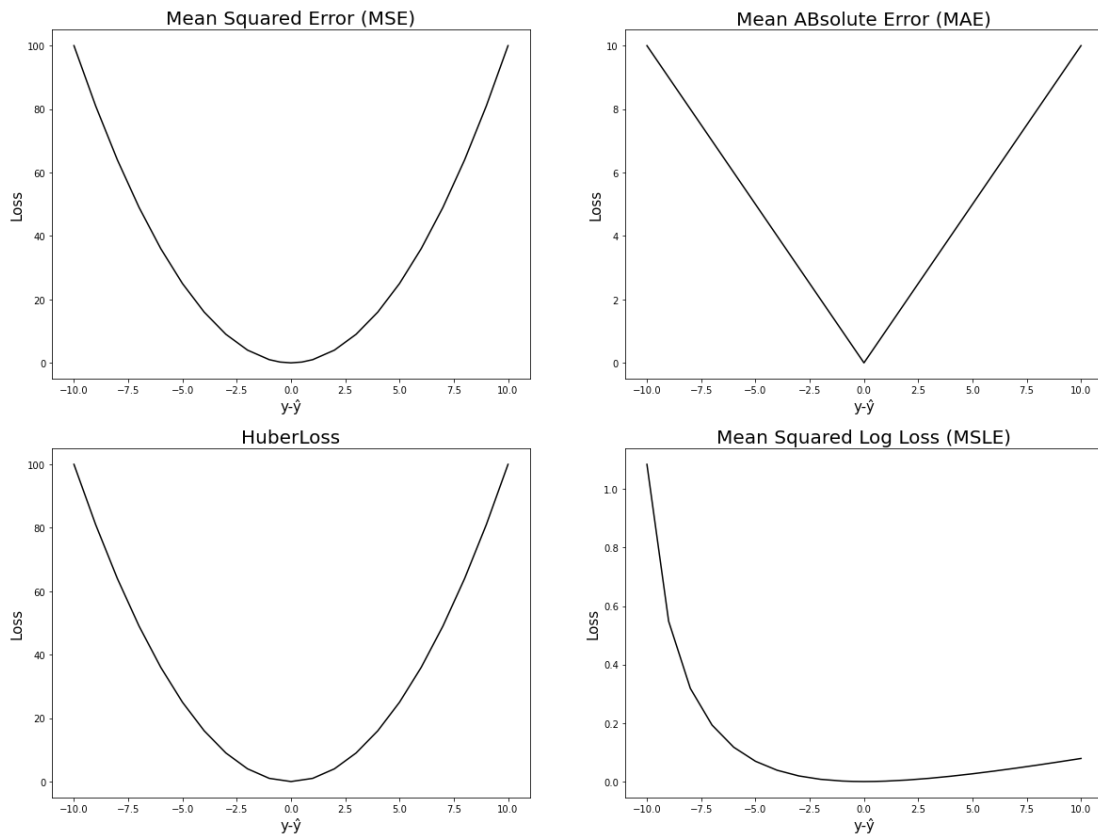 Mean Squared Error (MSE)
100
80
60
40
20
0
Loss
−10.0 −7.5 −5.0 −2.5 0.0 2.5 5.0 7.5 10.0
y-ŷ
Mean ABsolute Error (MAE)
10
8
6
4
2
0
Loss
−10.0 −7.5 −5.0 −2.5 0.0 2.5 5.0 7.5 10.0
y-ŷ
HuberLoss
100
80
60
40
20
0
Loss
−10.0 −7.5 −5.0 −2.5 0.0 2.5 5.0 7.5 10.0
y-ŷ
Mean Squared Log Loss (MSLE)
1.0
0.8
0.6
0.4
0.2
0.0
Loss
−10.0 −7.5 −5.0 −2.5 0.0 2.5 5.0 7.5 10.0
y-ŷ